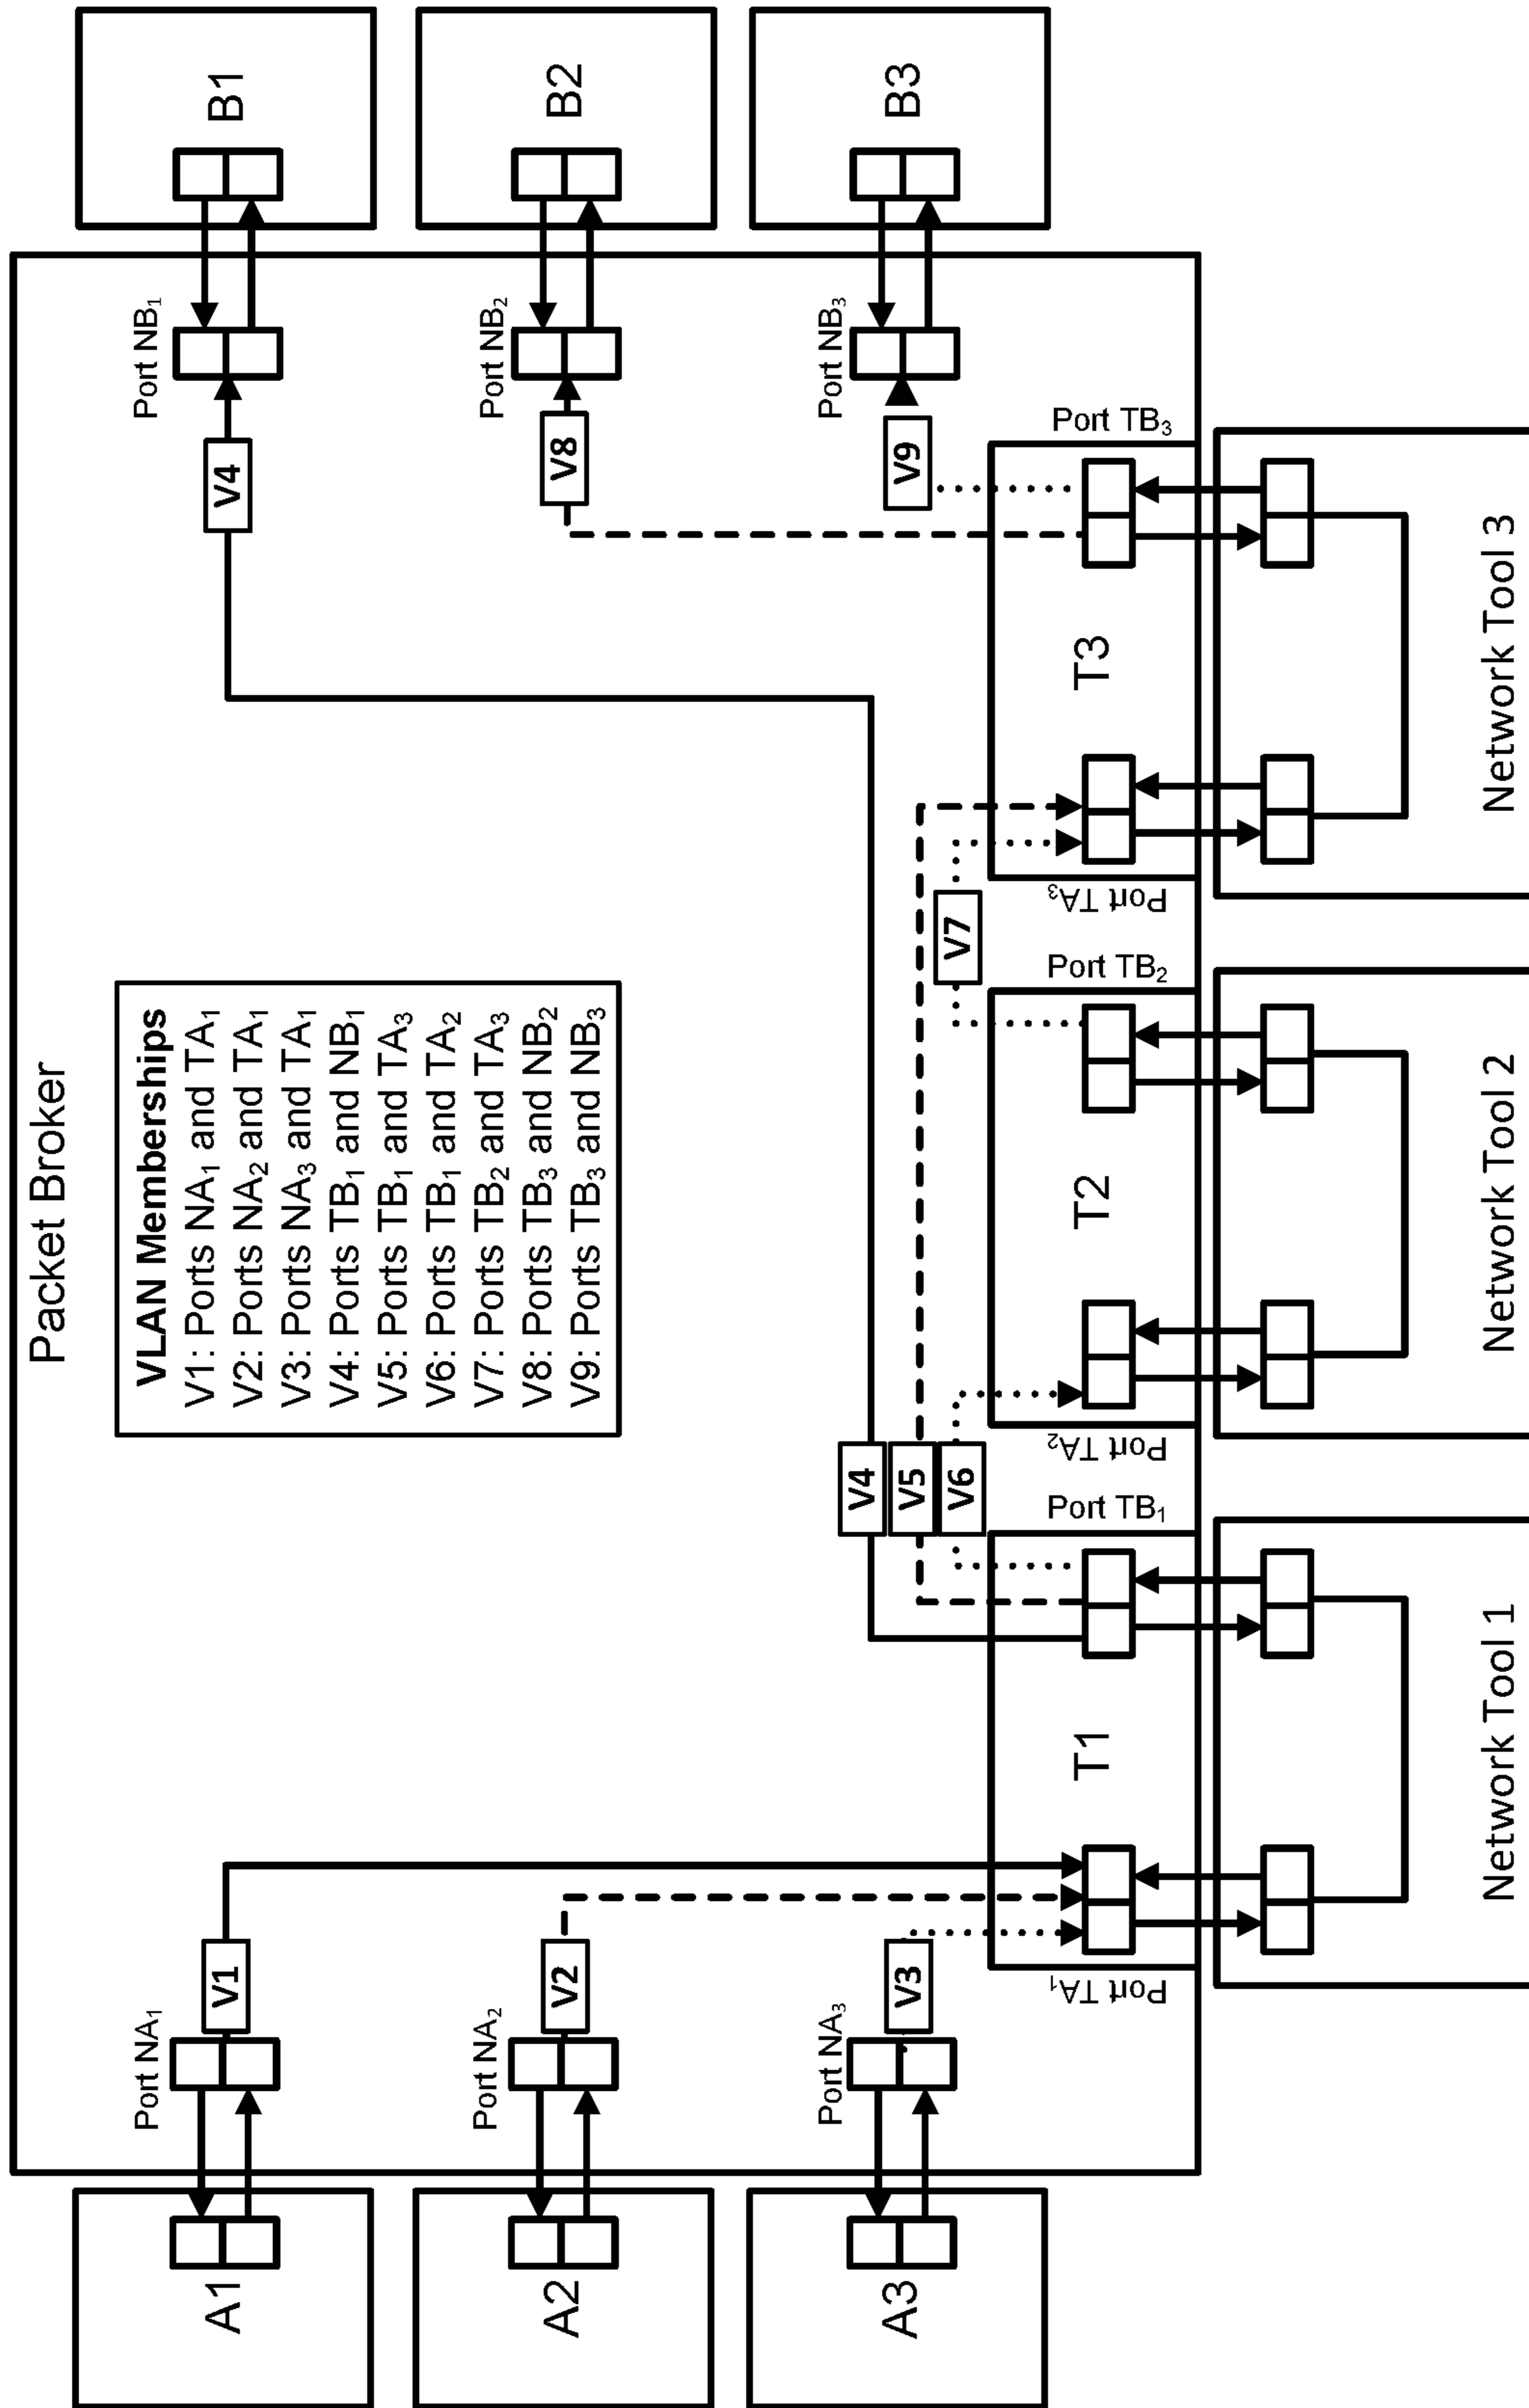 Packet Broker
VLAN Memberships
V1: Ports NA₁ and TA₁
V2: Ports NA₂ and TA₁
V3: Ports NA₃ and TA₁
V4: Ports TB₁ and NB₁
V5: Ports TB₁ and TA₃
V6: Ports TB₁ and TA₂
V7: Ports TB₂ and TA₃
V8: Ports TB₃ and NB₂
V9: Ports TB₃ and NB₃
A1
Port NA₁
V1
V4
Port NB₁
B1
A2
Port NA₂
V2
V8
Port NB₂
B2
A3
Port NA₃
V3
V9
Port NB₃
B3
V4
V5
V6
V7
Port TA₁
T1
Port TB₁
Port TA₂
T2
Port TB₂
Port TA₃
T3
Port TB₃
Network Tool 1
Network Tool 2
Network Tool 3